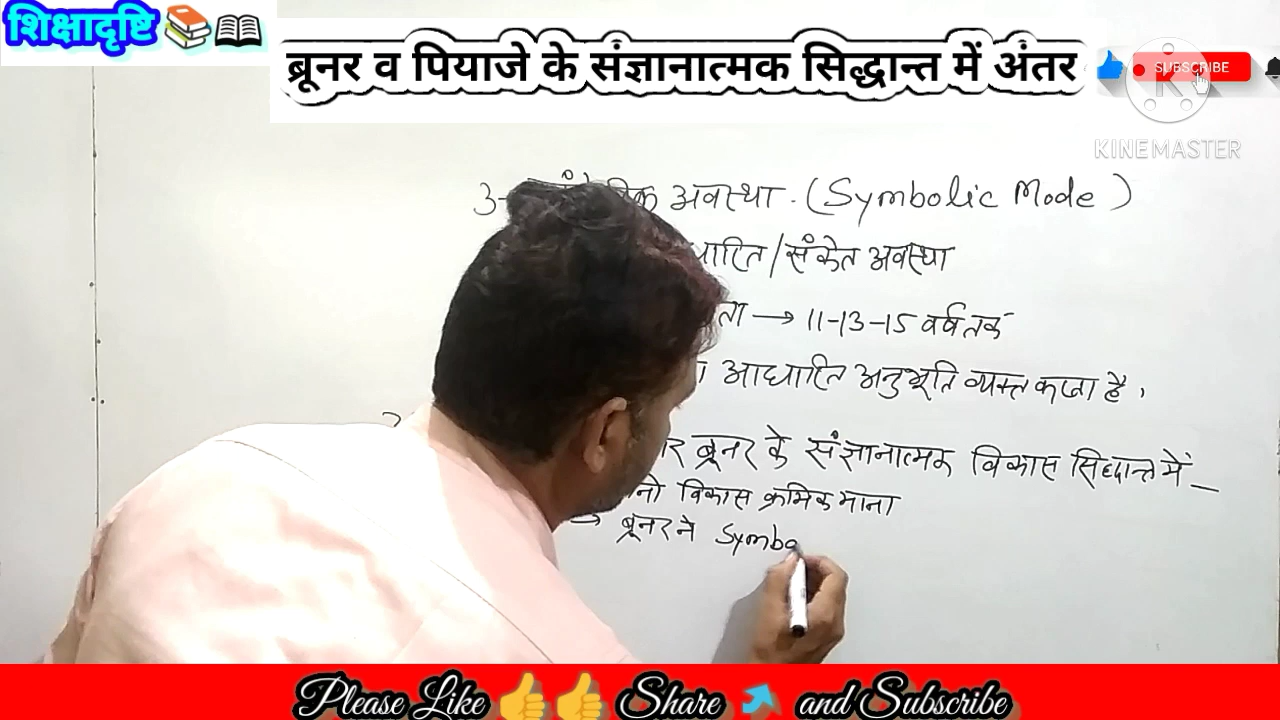 शिक्षादृष्टि
ब्रूनर व पियाजे के संज्ञानात्मक सिद्धान्त में अंतर
SUBSCRIBE
KINEMASTER
3- अवस्था. (Symbolic Mode)
/संकेत अवस्था
→ 11-13-15 वर्ष तक
आधारित अनुभूति व्यक्त करता है,
ब्रूनर के संज्ञानात्मक विकास सिद्धान्त में_
विकास क्रमिक माना
→ ब्रूनर ने Symbo
Please Like 👍👍 Share and Subscribe